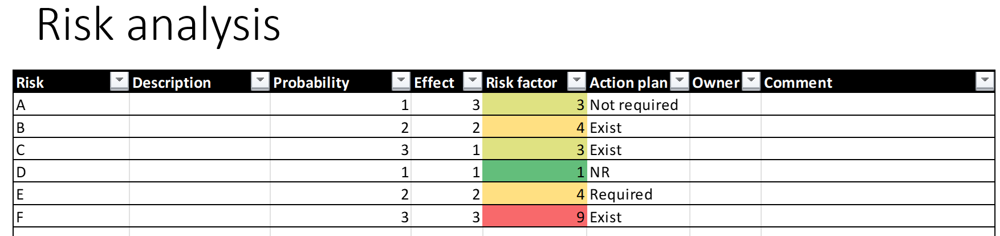 Risk analysis
Risk Description Probability Effect Risk factor Action plan Owner Comment
A 1 3 3 Not required
B 2 2 4 Exist
C 3 1 3 Exist
D 1 1 1 NR
E 2 2 4 Required
F 3 3 9 Exist